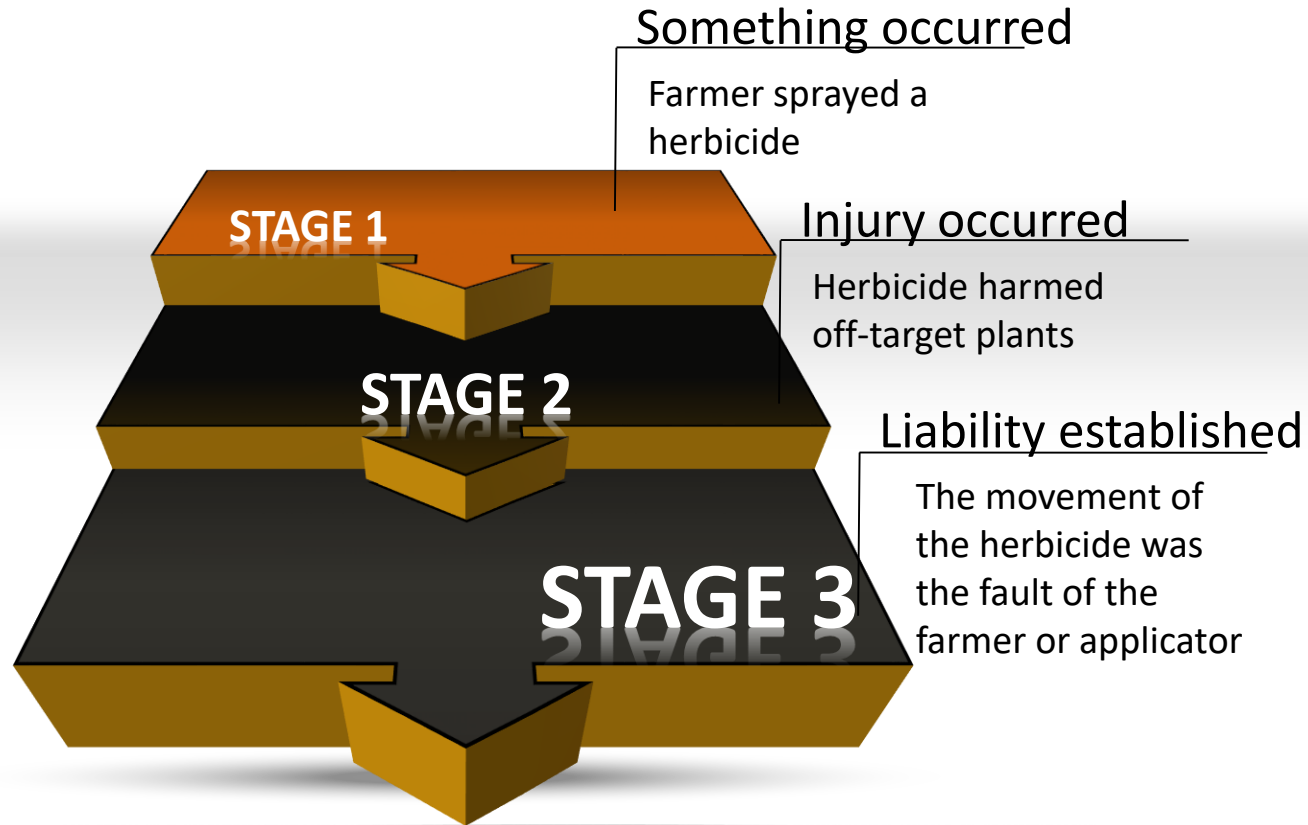 Something occurred
Farmer sprayed a
herbicide
STAGE 1
Injury occurred
Herbicide harmed
off-target plants
STAGE 2
Liability established
The movement of
the herbicide was
the fault of the
farmer or applicator
STAGE 3